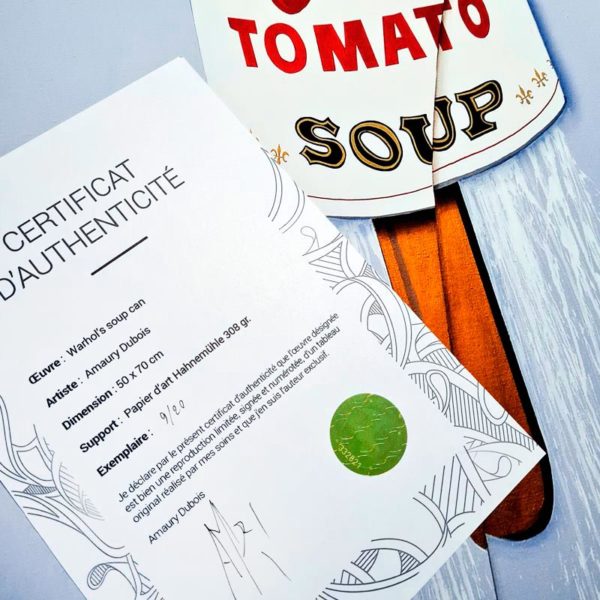 TOMATO
SOUP
CERTIFICAT
D'AUTHENTICITÉ
Œuvre : Warhol's soup can
Artiste : Amaury Dubois
Dimension : 50 x 70 cm
Support : Papier d'art Hahnemühle 308 gr.
Exemplaire : 9/20
Je déclare par le présent certificat d'authenticité que l'œuvre désignée
est bien une reproduction limitée, signée et numérotée, d'un tableau
original réalisé par mes soins et que j'en suis l'auteur exclusif.
Amaury Dubois